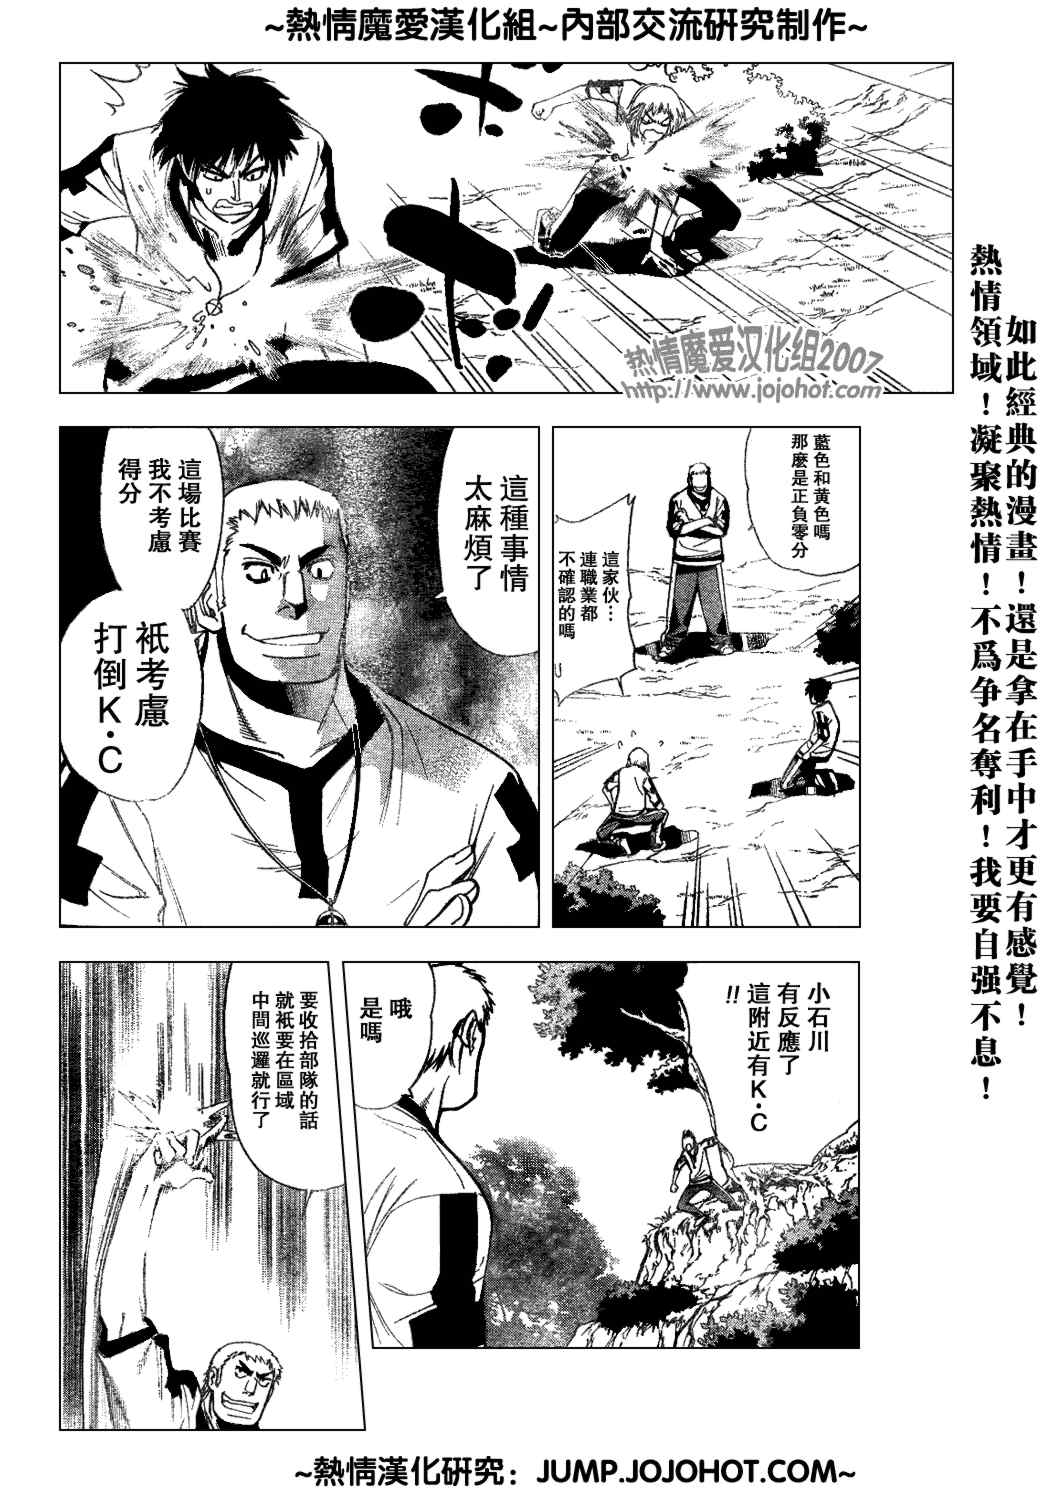 ~熱情魔愛漢化組~內部交流研究制作~
熱情魔爱汉化组2007
http://www.jojohot.com
如此經典的漫畫！還是拿在手中才更有感覺！
熱情領域！凝聚熱情！不爲争名奪利！我要自强不息！
藍色和黄色嗎
那麼是正負零分
這家伙…
連職業都
不確認的嗎
這種事情
太麻煩了
這場比賽
我不考慮
得分
祇考慮
打倒K·C
小石川
有反應了
這附近有K·C
!!
哦
是嗎
要收拾部隊的話
就祇要在區域
中間巡邏就行了
~熱情漢化研究：JUMP.JOJOHOT.COM~